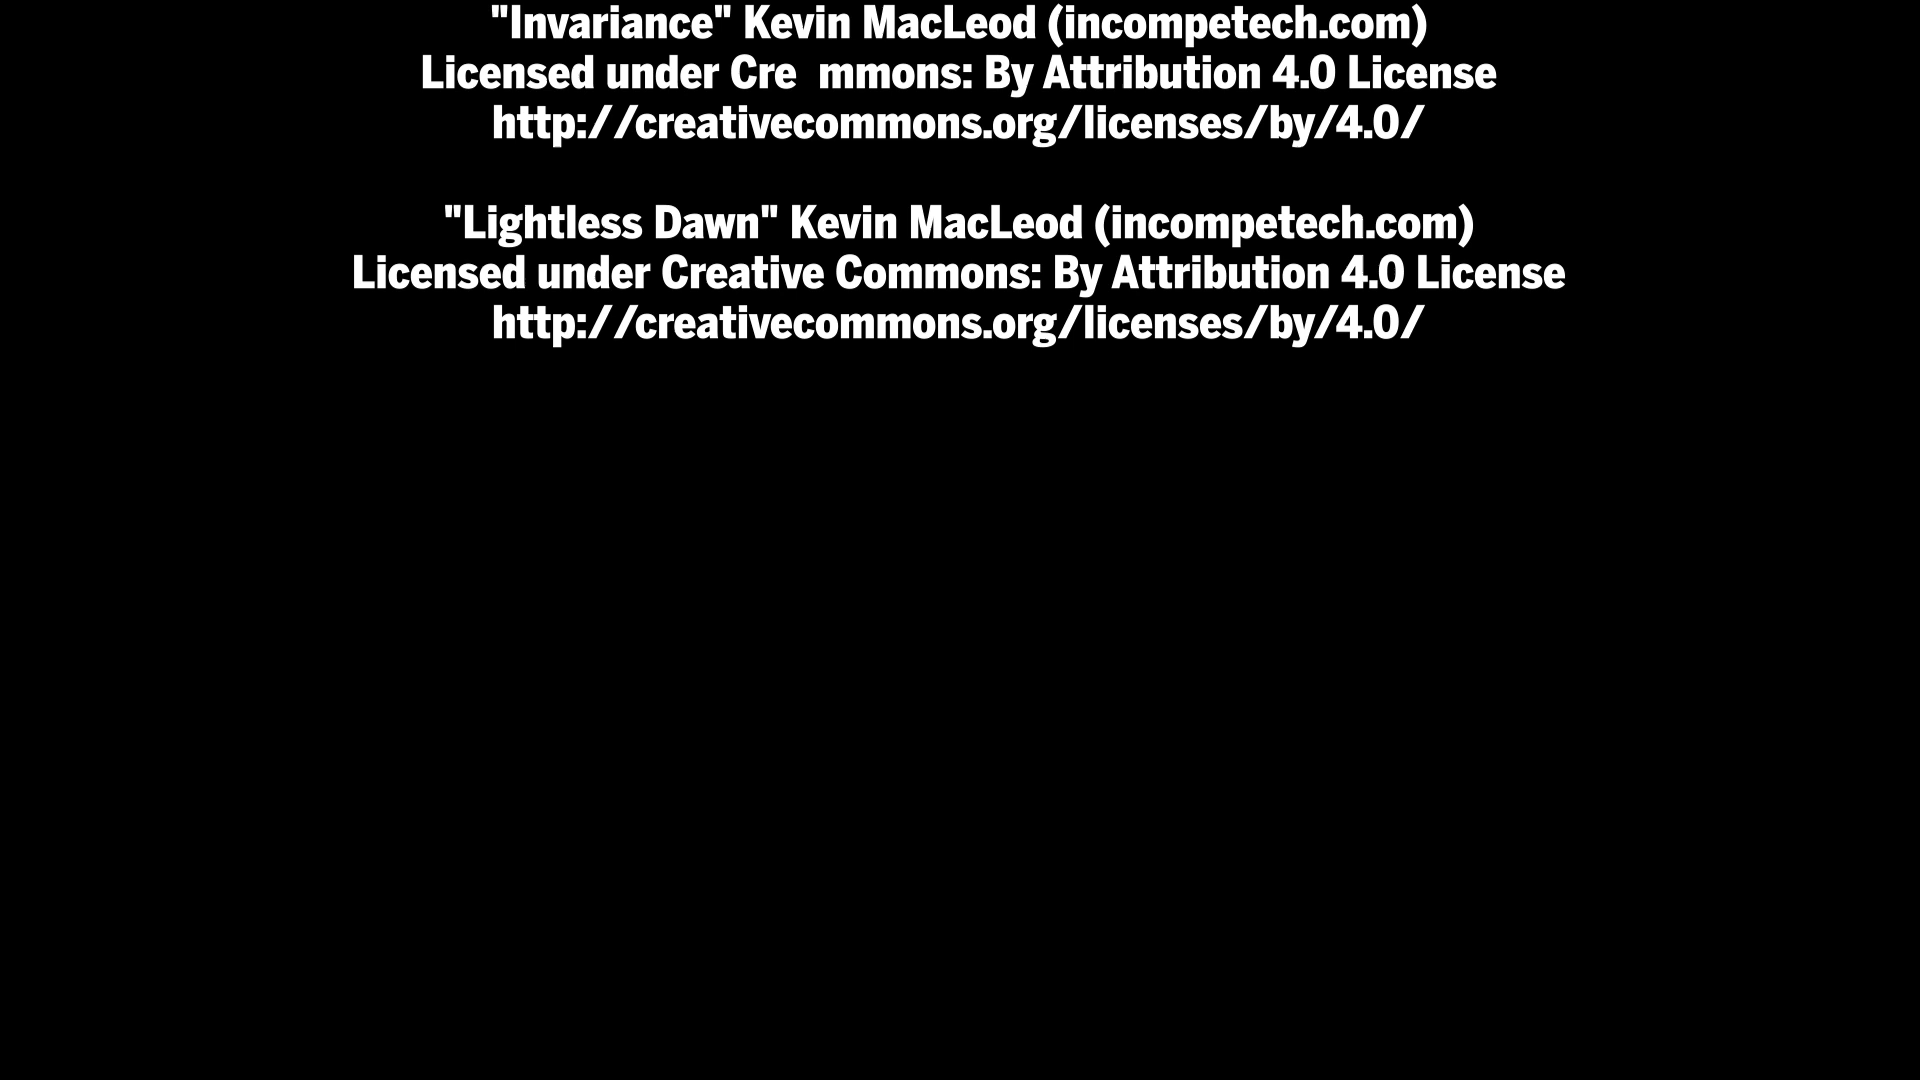 "Invariance" Kevin MacLeod (incompetech.com)
Licensed under Cre  mmons: By Attribution 4.0 License
http://creativecommons.org/licenses/by/4.0/

"Lightless Dawn" Kevin MacLeod (incompetech.com)
Licensed under Creative Commons: By Attribution 4.0 License
http://creativecommons.org/licenses/by/4.0/